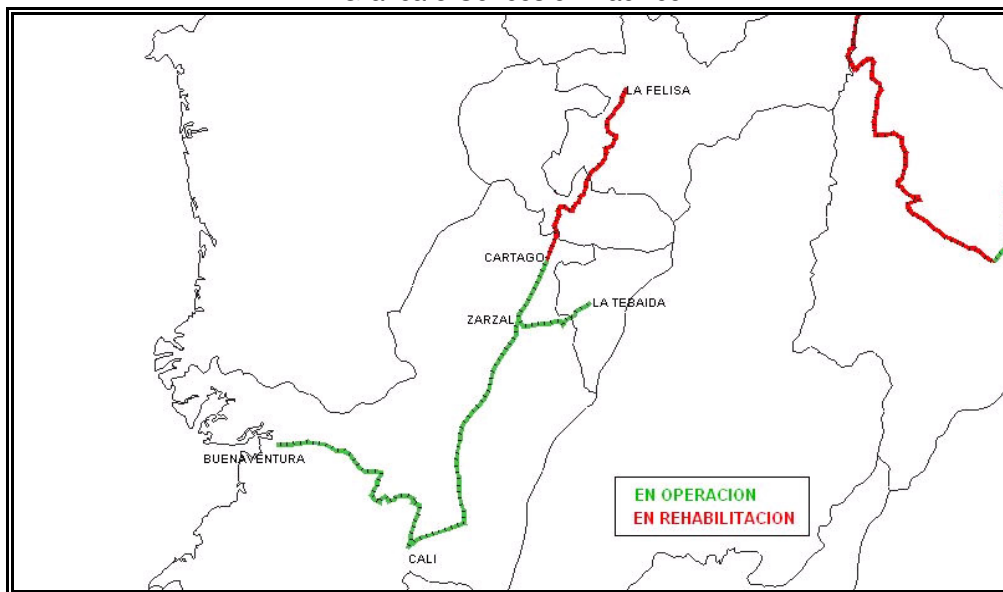 LA FELISA
CARTAGO
LA TEBAIDA
ZARZAL
BUENAVENTURA
CALI
EN OPERACION
EN REHABILITACION